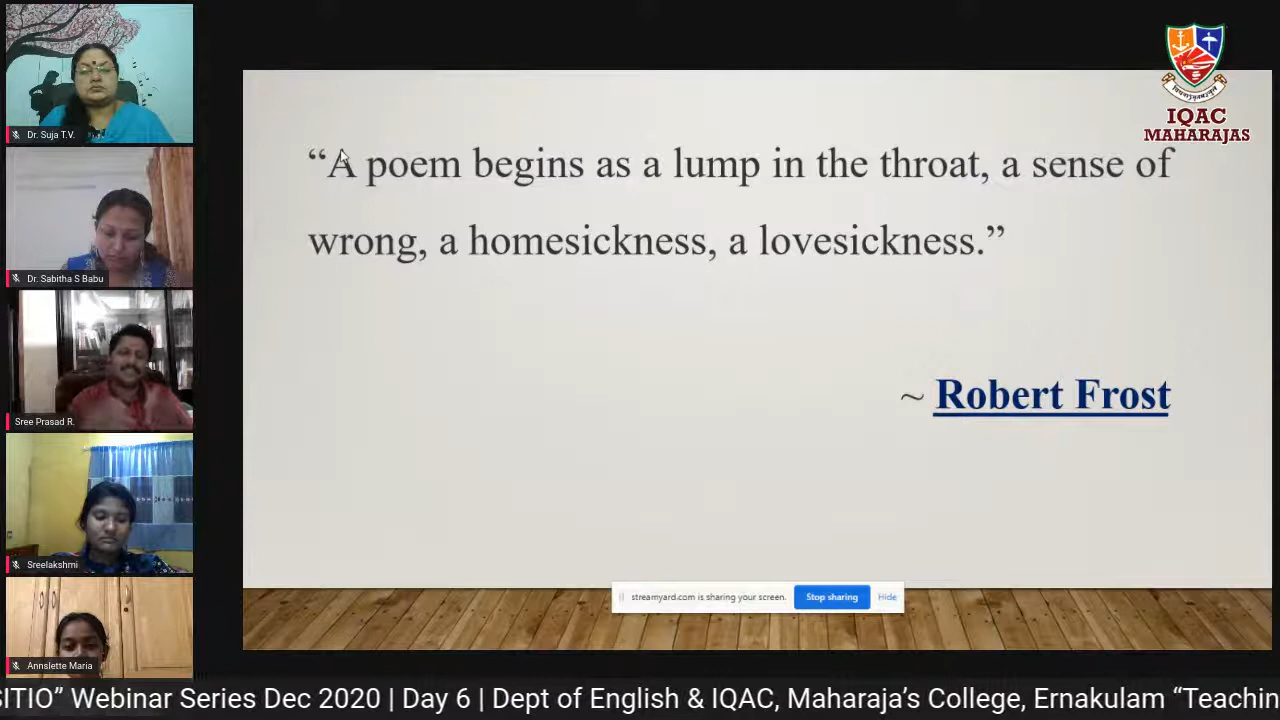 Dr. Suja T.V.
Dr. Sabitha S Babu
Sree Prasad R.
Sreelakshmi
Annslette Maria
IQAC
MAHARAJAS
“A poem begins as a lump in the throat, a sense of
wrong, a homesickness, a lovesickness.”
~ Robert Frost
streamyard.com is sharing your screen. Stop sharing Hide
SITIO” Webinar Series Dec 2020 | Day 6 | Dept of English & IQAC, Maharaja’s College, Ernakulam “Teachin